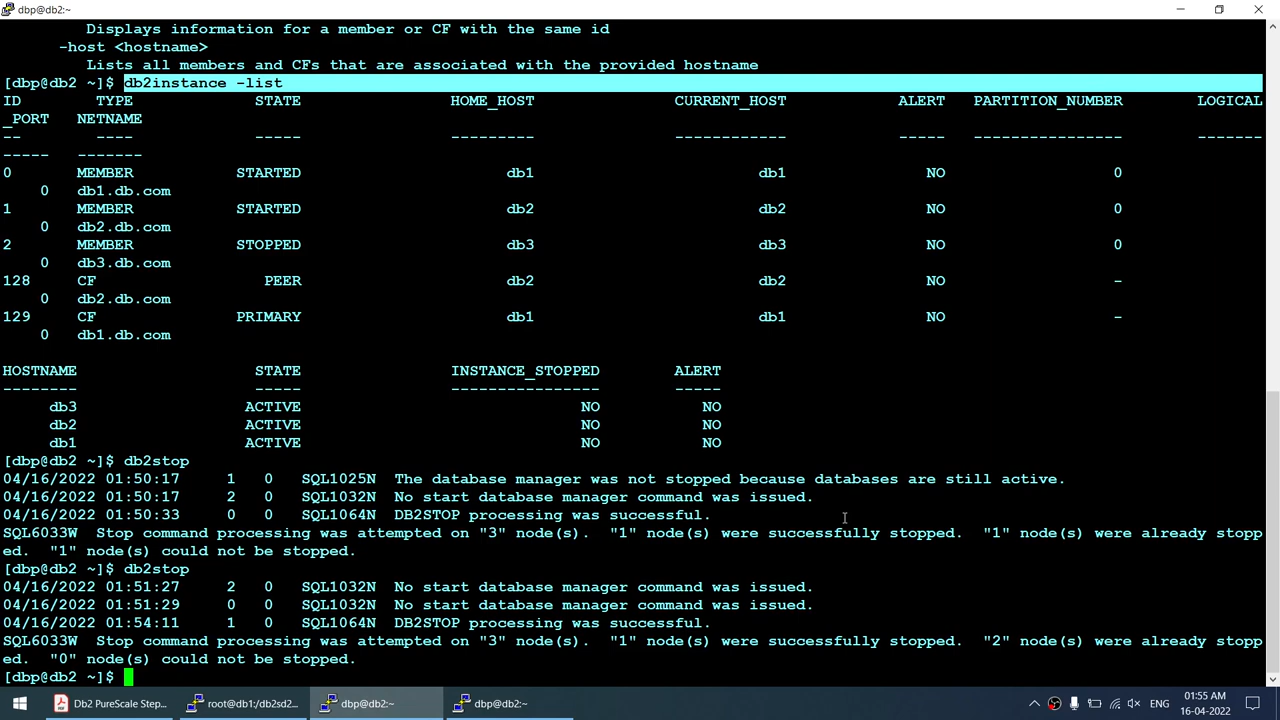 dbp@db2:~
Displays information for a member or CF with the same id
-host <hostname>
Lists all members and CFs that are associated with the provided hostname
[dbp@db2 ~]$ db2instance -list
ID TYPE STATE HOME_HOST CURRENT_HOST ALERT PARTITION_NUMBER LOGICAL
_PORT NETNAME
-- ---- ----- --------- ------------ ----- ---------------- -------
----- -------
0 MEMBER STARTED db1 db1 NO 0
0 db1.db.com
1 MEMBER STARTED db2 db2 NO 0
0 db2.db.com
2 MEMBER STOPPED db3 db3 NO 0
0 db3.db.com
128 CF PEER db2 db2 NO -
0 db2.db.com
129 CF PRIMARY db1 db1 NO -
0 db1.db.com
HOSTNAME STATE INSTANCE_STOPPED ALERT
-------- ----- ---------------- -----
db3 ACTIVE NO NO
db2 ACTIVE NO NO
db1 ACTIVE NO NO
[dbp@db2 ~]$ db2stop
04/16/2022 01:50:17 1 0 SQL1025N The database manager was not stopped because databases are still active.
04/16/2022 01:50:17 2 0 SQL1032N No start database manager command was issued.
04/16/2022 01:50:33 0 0 SQL1064N DB2STOP processing was successful.
SQL6033W Stop command processing was attempted on "3" node(s). "1" node(s) were successfully stopped. "1" node(s) were already stopp
ed. "1" node(s) could not be stopped.
[dbp@db2 ~]$ db2stop
04/16/2022 01:51:27 2 0 SQL1032N No start database manager command was issued.
04/16/2022 01:51:29 0 0 SQL1032N No start database manager command was issued.
04/16/2022 01:54:11 1 0 SQL1064N DB2STOP processing was successful.
SQL6033W Stop command processing was attempted on "3" node(s). "1" node(s) were successfully stopped. "2" node(s) were already stopp
ed. "0" node(s) could not be stopped.
[dbp@db2 ~]$
Db2 PureScale Step... root@db1:/db2sd2... dbp@db2:~ dbp@db2:~ ENG 01:55 AM
16-04-2022